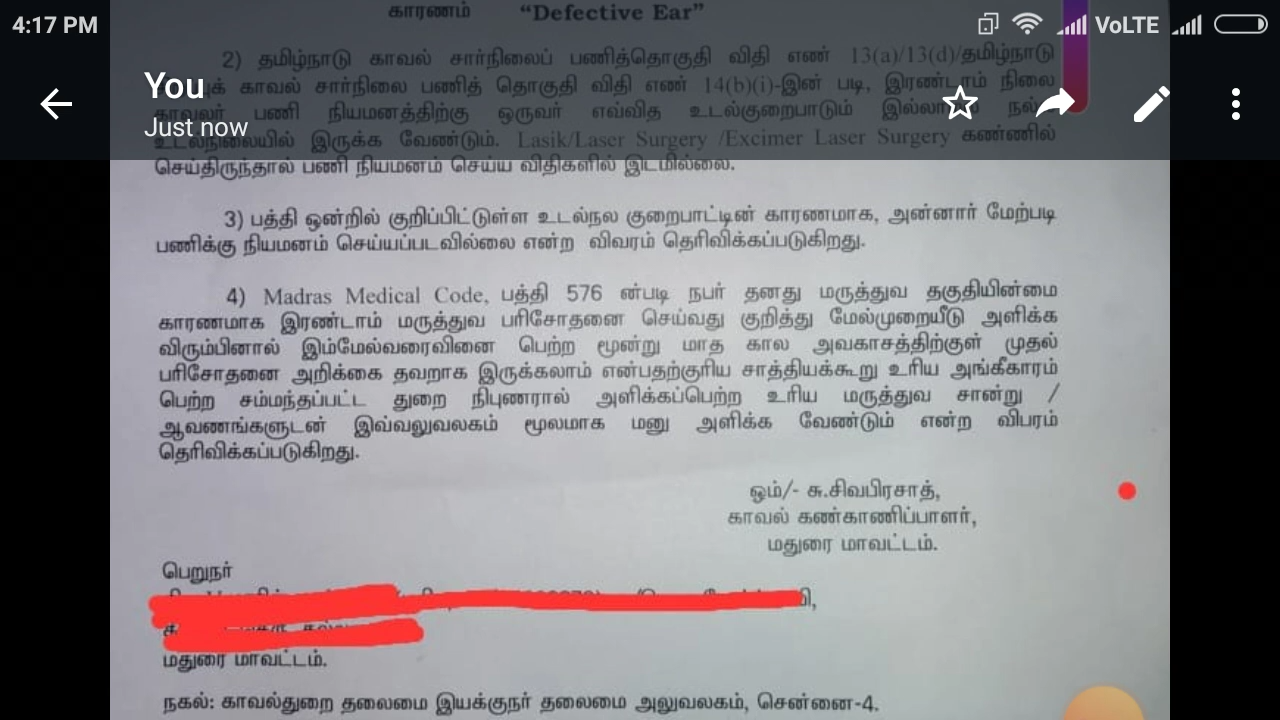 காரணம் “Defective Ear”
4:17 PM
VoLTE
2) தமிழ்நாடு காவல் சார்நிலைப் பணித்தொகுதி விதி எண் 13(a)/13(d)/தமிழ்நாடு
You
காவல் சார்நிலை பணித் தொகுதி விதி எண் 14(b)(i)-இன் படி, இரண்டாம் நிலை
காவலர் பணி நியமனத்திற்கு ஒருவர் எவ்வித உடல்குறைபாடும்
Just now
உடல்நிலையில் இருக்க வேண்டும். Lasik/Laser Surgery /Excimer Laser Surgery கண்ணில்
செய்திருந்தால் பணி நியமனம் செய்ய விதிகளில் இடமில்லை.
3) பத்தி ஒன்றில் குறிப்பிட்டுள்ள உடல்நல குறைபாட்டின் காரணமாக, அன்னார் மேற்படி
பணிக்கு நியமனம் செய்யப்படவில்லை என்ற விவரம் தெரிவிக்கப்படுகிறது.
4) Madras Medical Code, பத்தி 576 ன்படி நபர் தனது மருத்துவ தகுதியின்மை
காரணமாக இரண்டாம் மருத்துவ பரிசோதனை செய்வது குறித்து மேல்முறையீடு அளிக்க
விரும்பினால் இம்மேல்வரைவினை பெற்ற மூன்று மாத கால அவகாசத்திற்குள் முதல்
பரிசோதனை அறிக்கை தவறாக இருக்கலாம் என்பதற்குரிய சாத்தியக்கூறு உரிய அங்கீகாரம்
பெற்ற சம்மந்தப்பட்ட துறை நிபுணரால் அளிக்கப்பெற்ற உரிய மருத்துவ சான்று /
ஆவணங்களுடன் இவ்வலுவலகம் மூலமாக மனு அளிக்க வேண்டும் என்ற விபரம்
தெரிவிக்கப்படுகிறது.
ஒம்/- சு.சிவபிரசாத்,
காவல் கண்காணிப்பாளர்,
மதுரை மாவட்டம்.
பெறுநர்
மதுரை மாவட்டம்.
நகல்: காவல்துறை தலைமை இயக்குநர் தலைமை அலுவலகம், சென்னை-4.